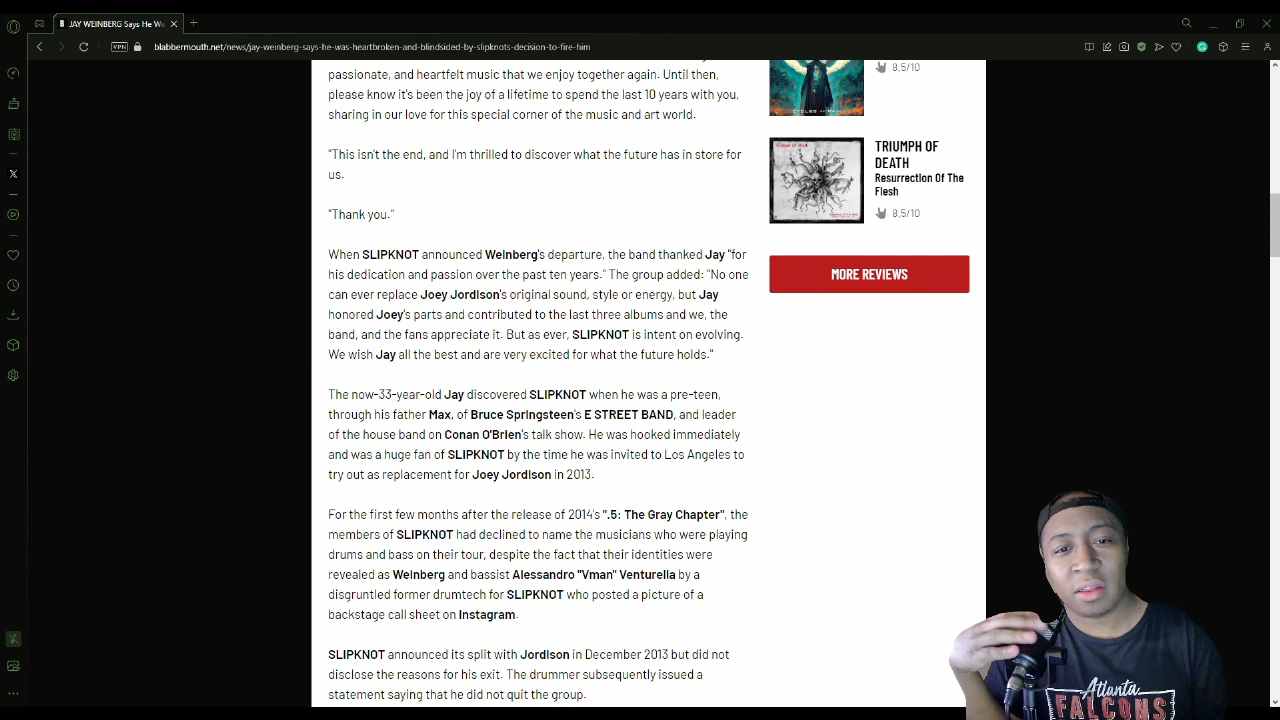 JAY WEINBERG Says He Wa
VPN
blabbermouth.net/news/jay-weinberg-says-he-was-heartbroken-and-blindsided-by-slipknots-decision-to-fire-him
passionate, and heartfelt music that we enjoy together again. Until then,
please know it's been the joy of a lifetime to spend the last 10 years with you,
sharing in our love for this special corner of the music and art world.
"This isn't the end, and I'm thrilled to discover what the future has in store for
us.
"Thank you."
When SLIPKNOT announced Weinberg's departure, the band thanked Jay "for
his dedication and passion over the past ten years." The group added: "No one
can ever replace Joey Jordison's original sound, style or energy, but Jay
honored Joey's parts and contributed to the last three albums and we, the
band, and the fans appreciate it. But as ever, SLIPKNOT is intent on evolving.
We wish Jay all the best and are very excited for what the future holds."
The now-33-year-old Jay discovered SLIPKNOT when he was a pre-teen,
through his father Max, of Bruce Springsteen's E STREET BAND, and leader
of the house band on Conan O'Brien's talk show. He was hooked immediately
and was a huge fan of SLIPKNOT by the time he was invited to Los Angeles to
try out as replacement for Joey Jordison in 2013.
For the first few months after the release of 2014's ".5: The Gray Chapter", the
members of SLIPKNOT had declined to name the musicians who were playing
drums and bass on their tour, despite the fact that their identities were
revealed as Weinberg and bassist Alessandro "Vman" Venturella by a
disgruntled former drumtech for SLIPKNOT who posted a picture of a
backstage call sheet on Instagram.
SLIPKNOT announced its split with Jordison in December 2013 but did not
disclose the reasons for his exit. The drummer subsequently issued a
statement saying that he did not quit the group.
8,5/10
TRIUMPH OF
DEATH
Resurrection Of The
Flesh
8,5/10
MORE REVIEWS
Atlanta
FALCONS